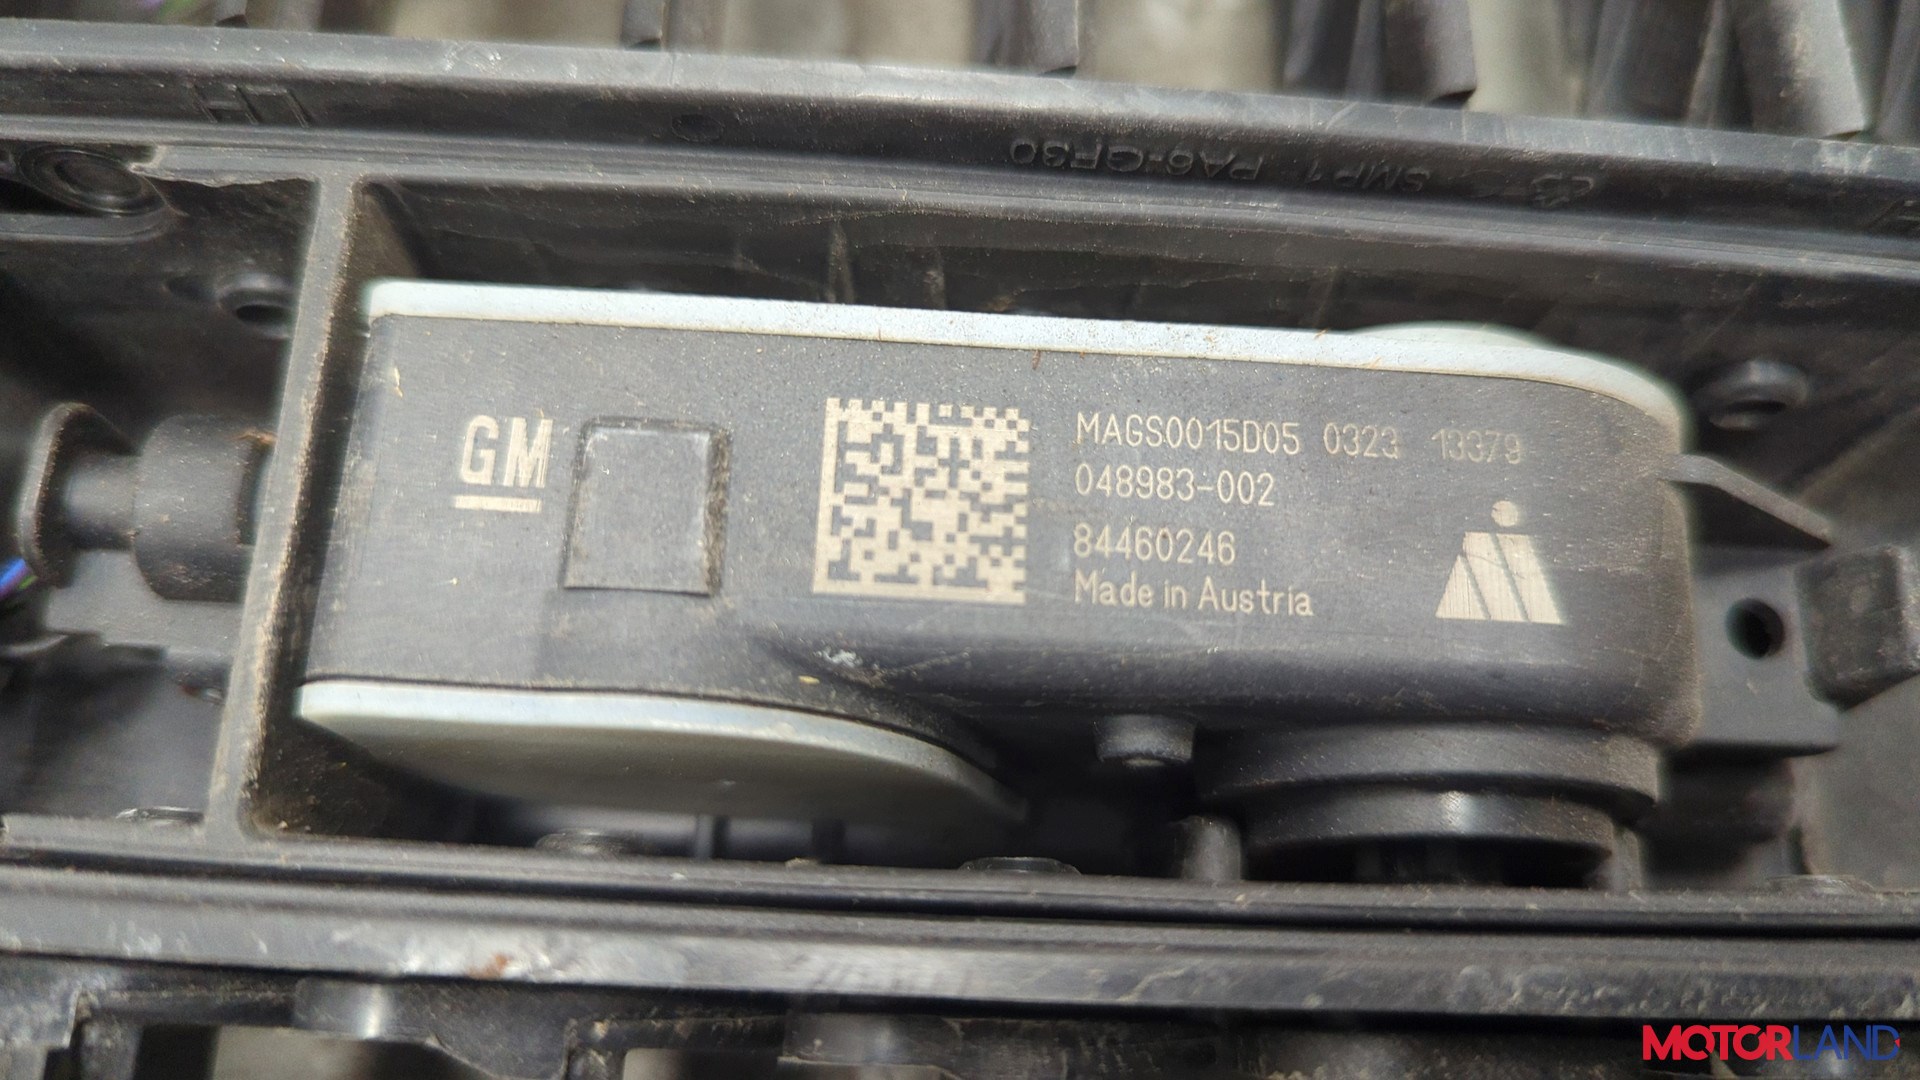 SMP1 PA6-GF30
GM
MAGS0015D05 0323 13379
048983-002
84460246
Made in Austria
MOTORLAND